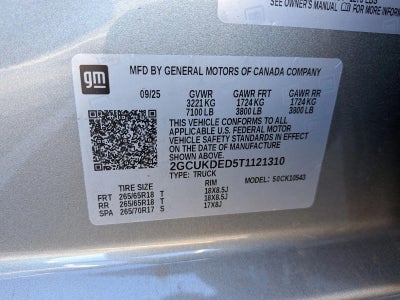 SEE OWNER'S MANUAL FOR MORE INFORM
gm
MFD BY GENERAL MOTORS OF CANADA COMPANY
09/25 GVWR GAWR FRT GAWR RR
3221 KG 1724 KG 1724 KG
7100 LB 3800 LB 3800 LB
THIS VEHICLE CONFORMS TO ALL
APPLICABLE U.S. FEDERAL MOTOR
VEHICLE SAFETY STANDARDS IN EFFECT
ON THE DATE OF MANUFACTURE
SHOWN ABOVE.
2GCUKDED5T1121310
TYPE: TRUCK MODEL: 50CK10543
TIRE SIZE RIM
FRT 265/65R18 T 18X8.5J
RR 265/65R18 T 18X8.5J
SPA 265/70R17 S 17X8J